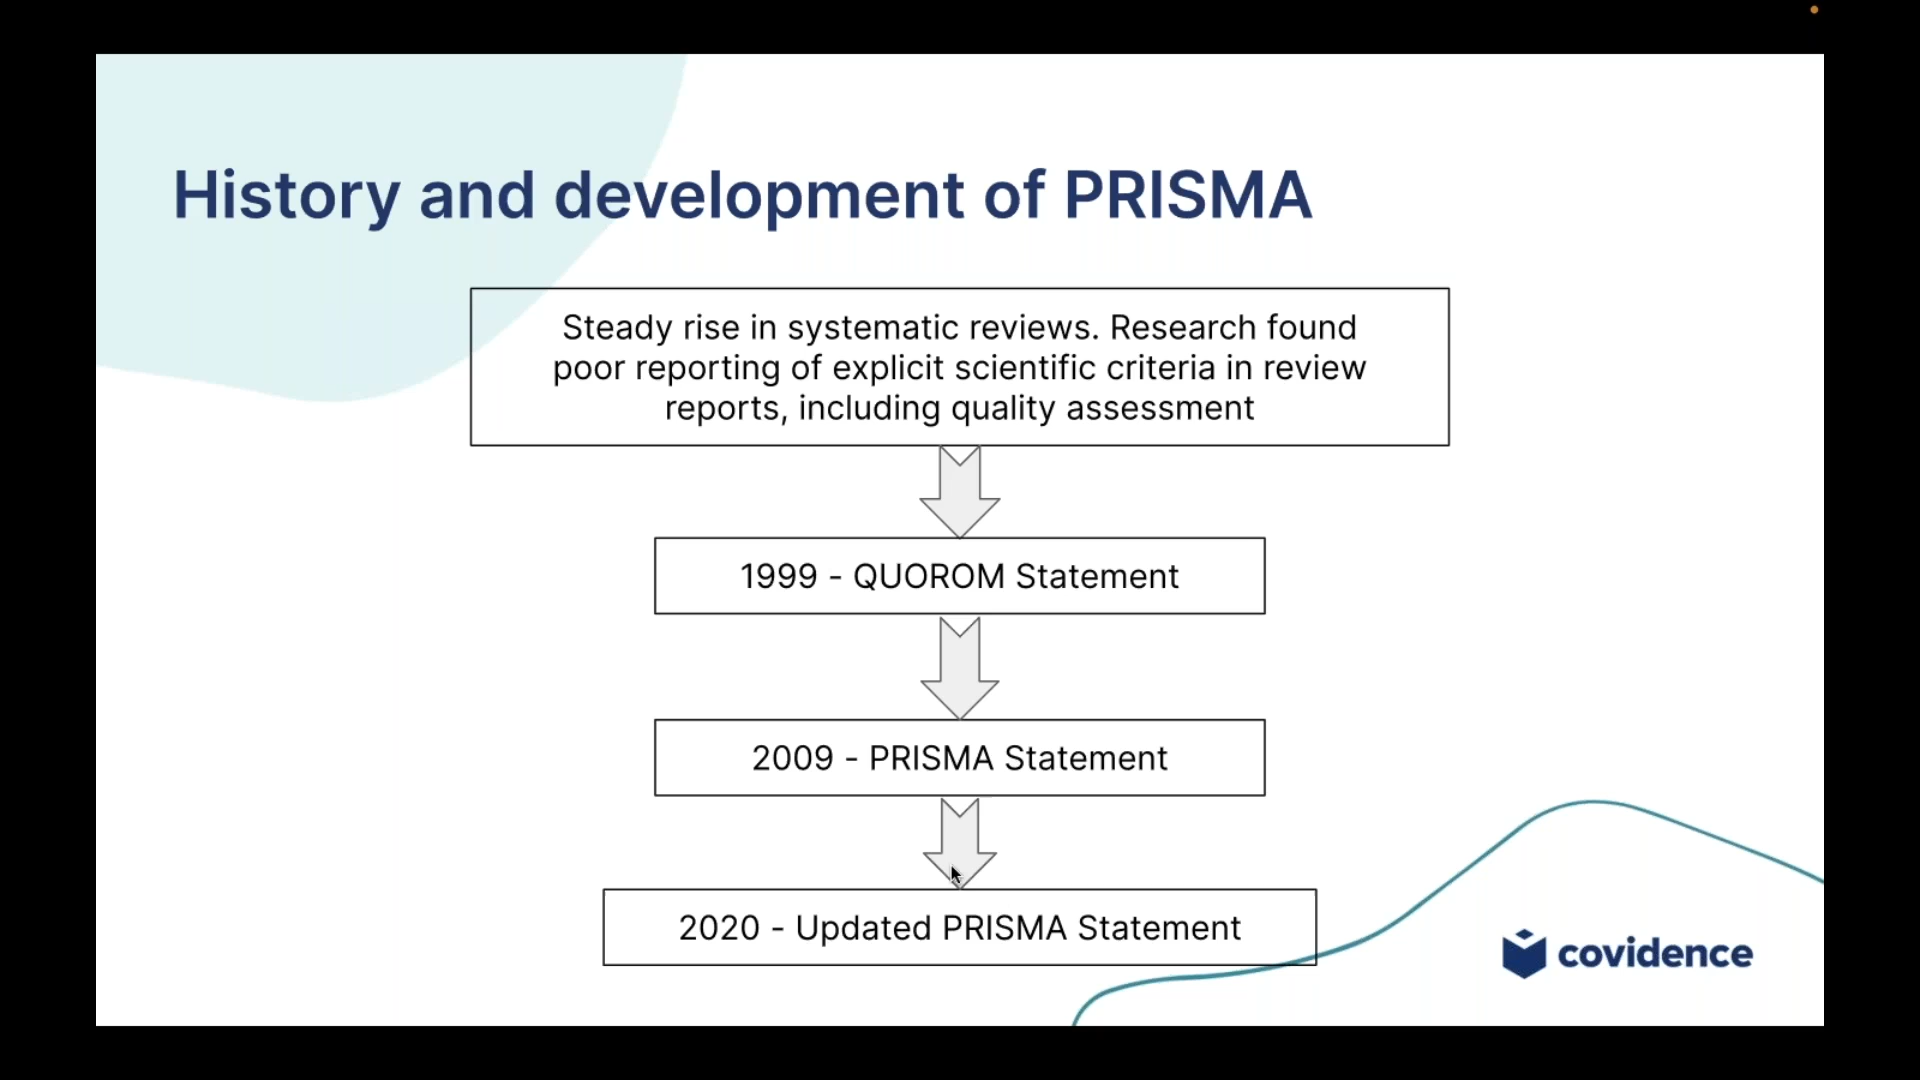 History and development of PRISMA
Steady rise in systematic reviews. Research found
poor reporting of explicit scientific criteria in review
reports, including quality assessment
1999 - QUOROM Statement
2009 - PRISMA Statement
2020 - Updated PRISMA Statement
covidence